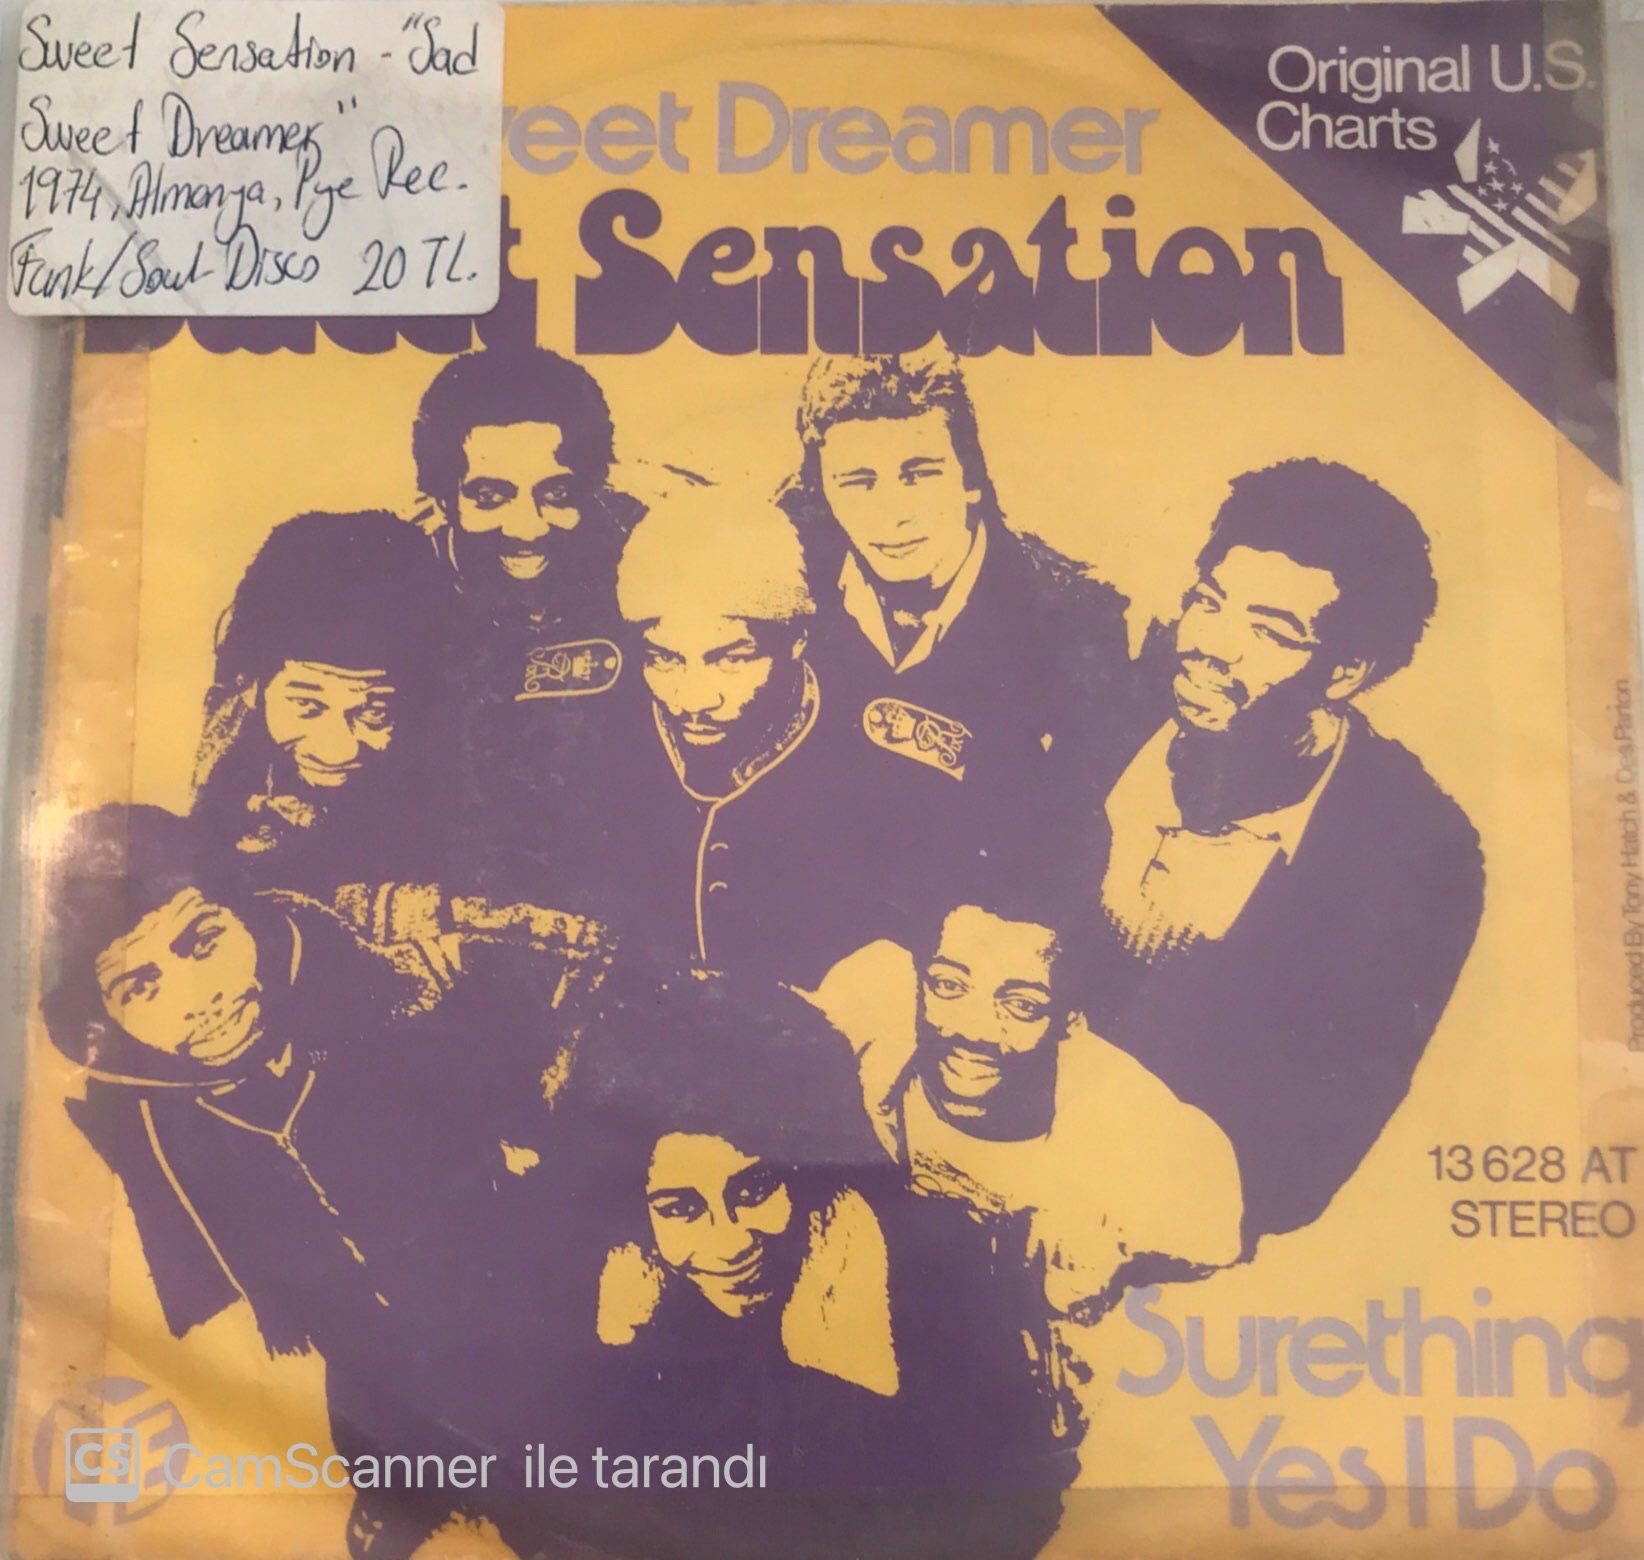 Sweet Sensation - "Sad
Sweet Dreamer"
1974, Almanya, Pye Rec.
Funk/Soul-Disco 20 TL.
Dreamer
Sensation
Original U.S.
Charts
Produced By Tony Hatch & Des Parton
13 628 AT
STEREO
Surething
Yes I Do
CS CamScanner ile tarandı